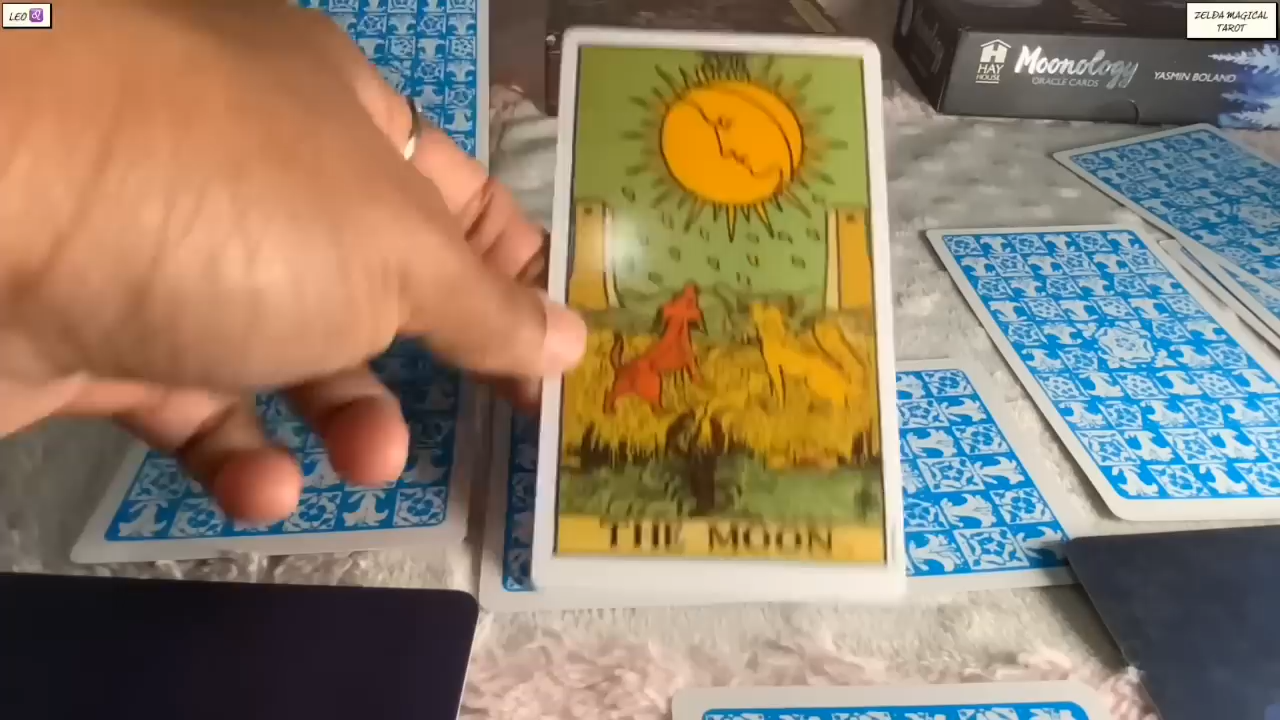 LEO ♌
ZELDA MAGICAL
TAROT
HAY
HOUSE
Moonology
ORACLE CARDS
YASMIN BOLAND
THE MOON